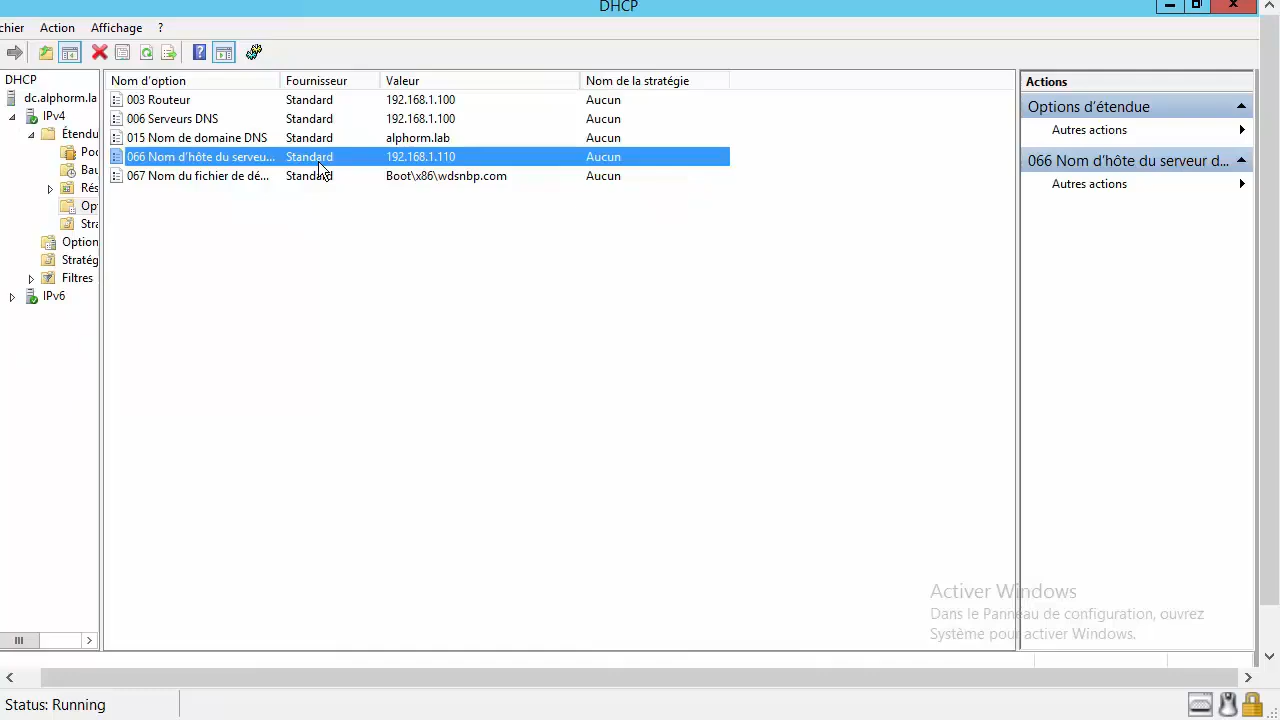 DHCP
chier Action Affichage ?
DHCP
dc.alphorm.la
IPv4
Étendu
Poo
Bau
Rés
Opt
Stra
Option
Stratég
Filtres
IPv6
Nom d'option Fournisseur Valeur Nom de la stratégie
003 Routeur Standard 192.168.1.100 Aucun
006 Serveurs DNS Standard 192.168.1.100 Aucun
015 Nom de domaine DNS Standard alphorm.lab Aucun
066 Nom d'hôte du serveu... Standard 192.168.1.110 Aucun
067 Nom du fichier de dé... Standard Boot\x86\wdsnbp.com Aucun
Actions
Options d'étendue
Autres actions
066 Nom d'hôte du serveur d...
Autres actions
Activer Windows
Dans le Panneau de configuration, ouvrez
Système pour activer Windows.
Status: Running